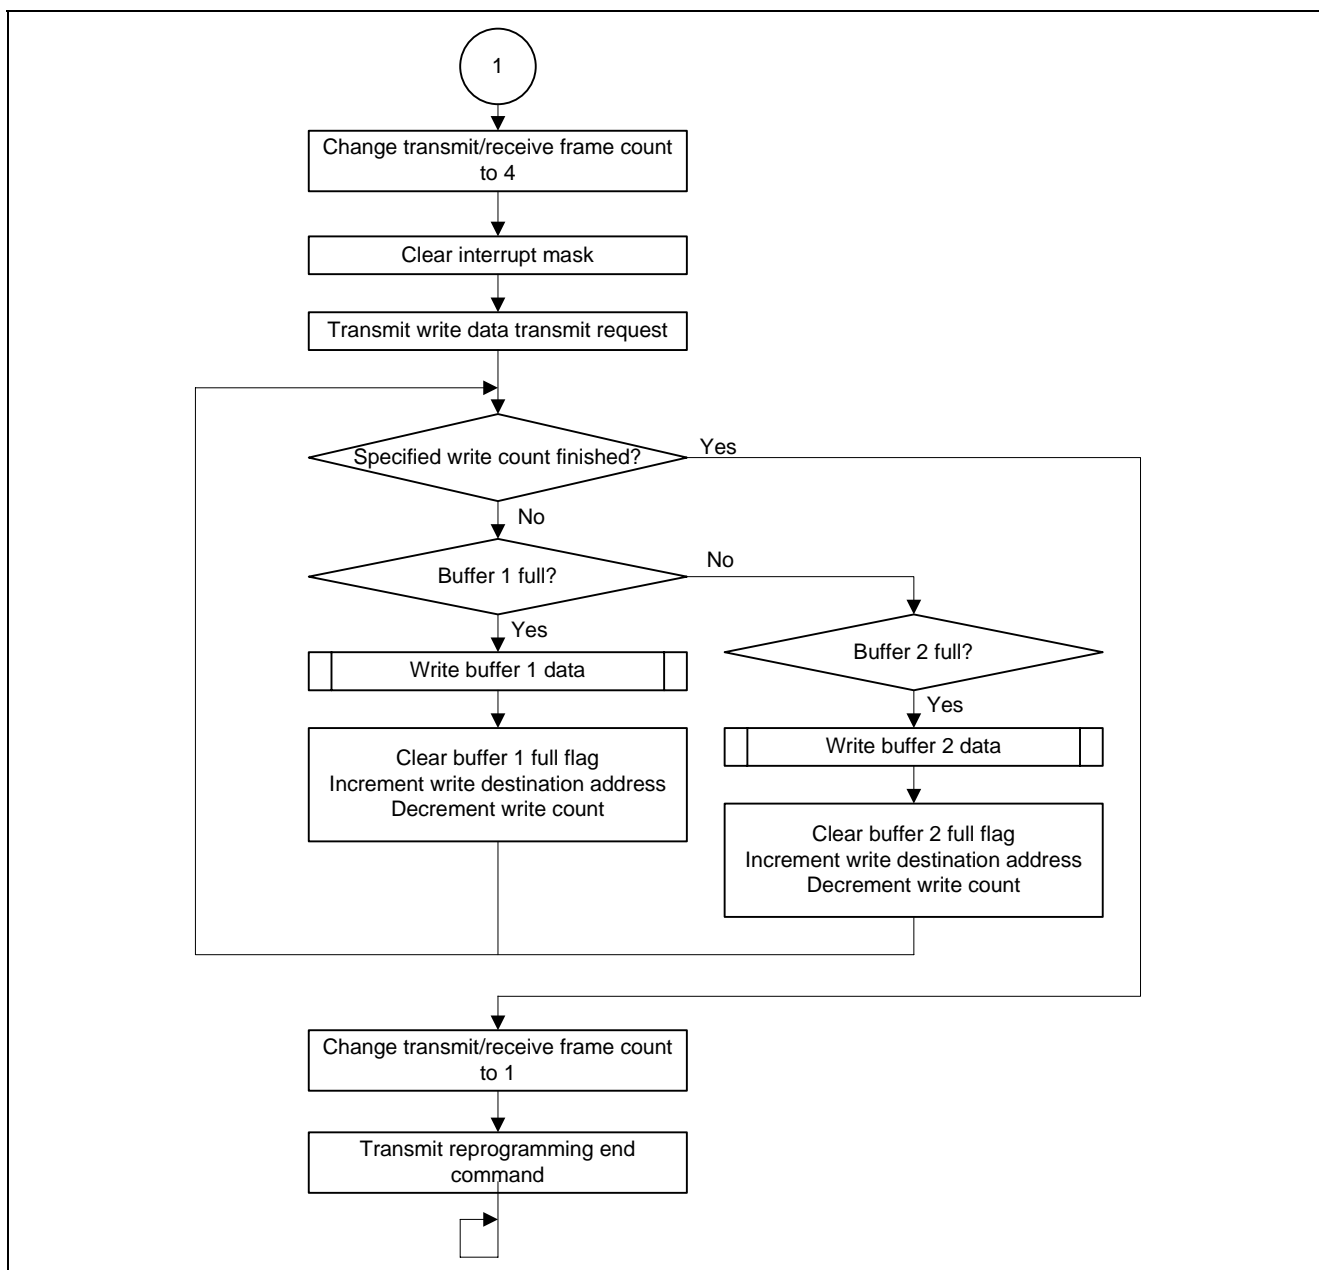 1
Change transmit/receive frame count
to 4
Clear interrupt mask
Transmit write data transmit request
Specified write count finished?
Yes
No
Buffer 1 full?
No
Yes
Buffer 2 full?
Write buffer 1 data
Yes
Clear buffer 1 full flag
Increment write destination address
Decrement write count
Write buffer 2 data
Clear buffer 2 full flag
Increment write destination address
Decrement write count
Change transmit/receive frame count
to 1
Transmit reprogramming end
command